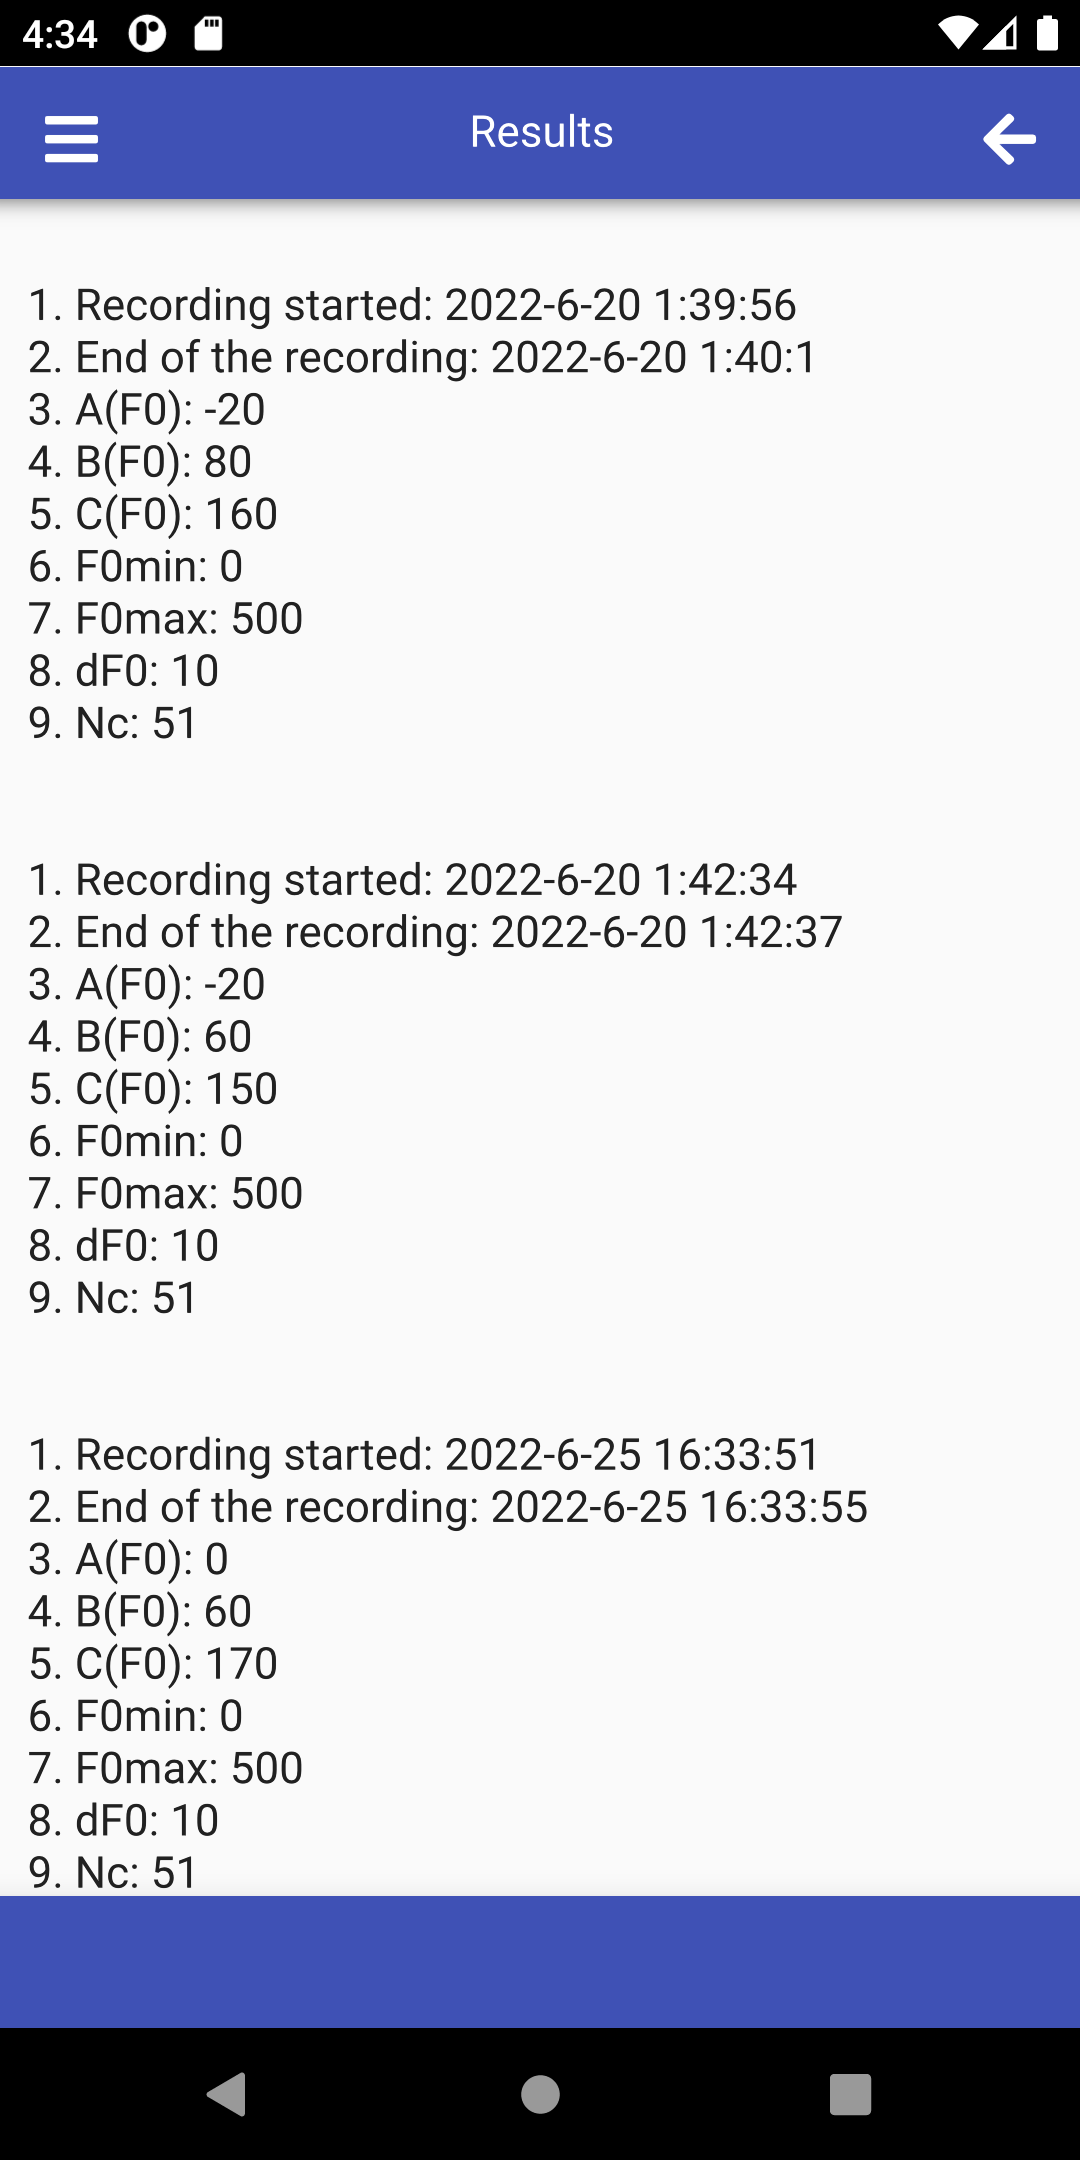 4:34
Results
1. Recording started: 2022-6-20 1:39:56
2. End of the recording: 2022-6-20 1:40:1
3. A(F0): -20
4. B(F0): 80
5. C(F0): 160
6. F0min: 0
7. F0max: 500
8. dF0: 10
9. Nc: 51
1. Recording started: 2022-6-20 1:42:34
2. End of the recording: 2022-6-20 1:42:37
3. A(F0): -20
4. B(F0): 60
5. C(F0): 150
6. F0min: 0
7. F0max: 500
8. dF0: 10
9. Nc: 51
1. Recording started: 2022-6-25 16:33:51
2. End of the recording: 2022-6-25 16:33:55
3. A(F0): 0
4. B(F0): 60
5. C(F0): 170
6. F0min: 0
7. F0max: 500
8. dF0: 10
9. Nc: 51